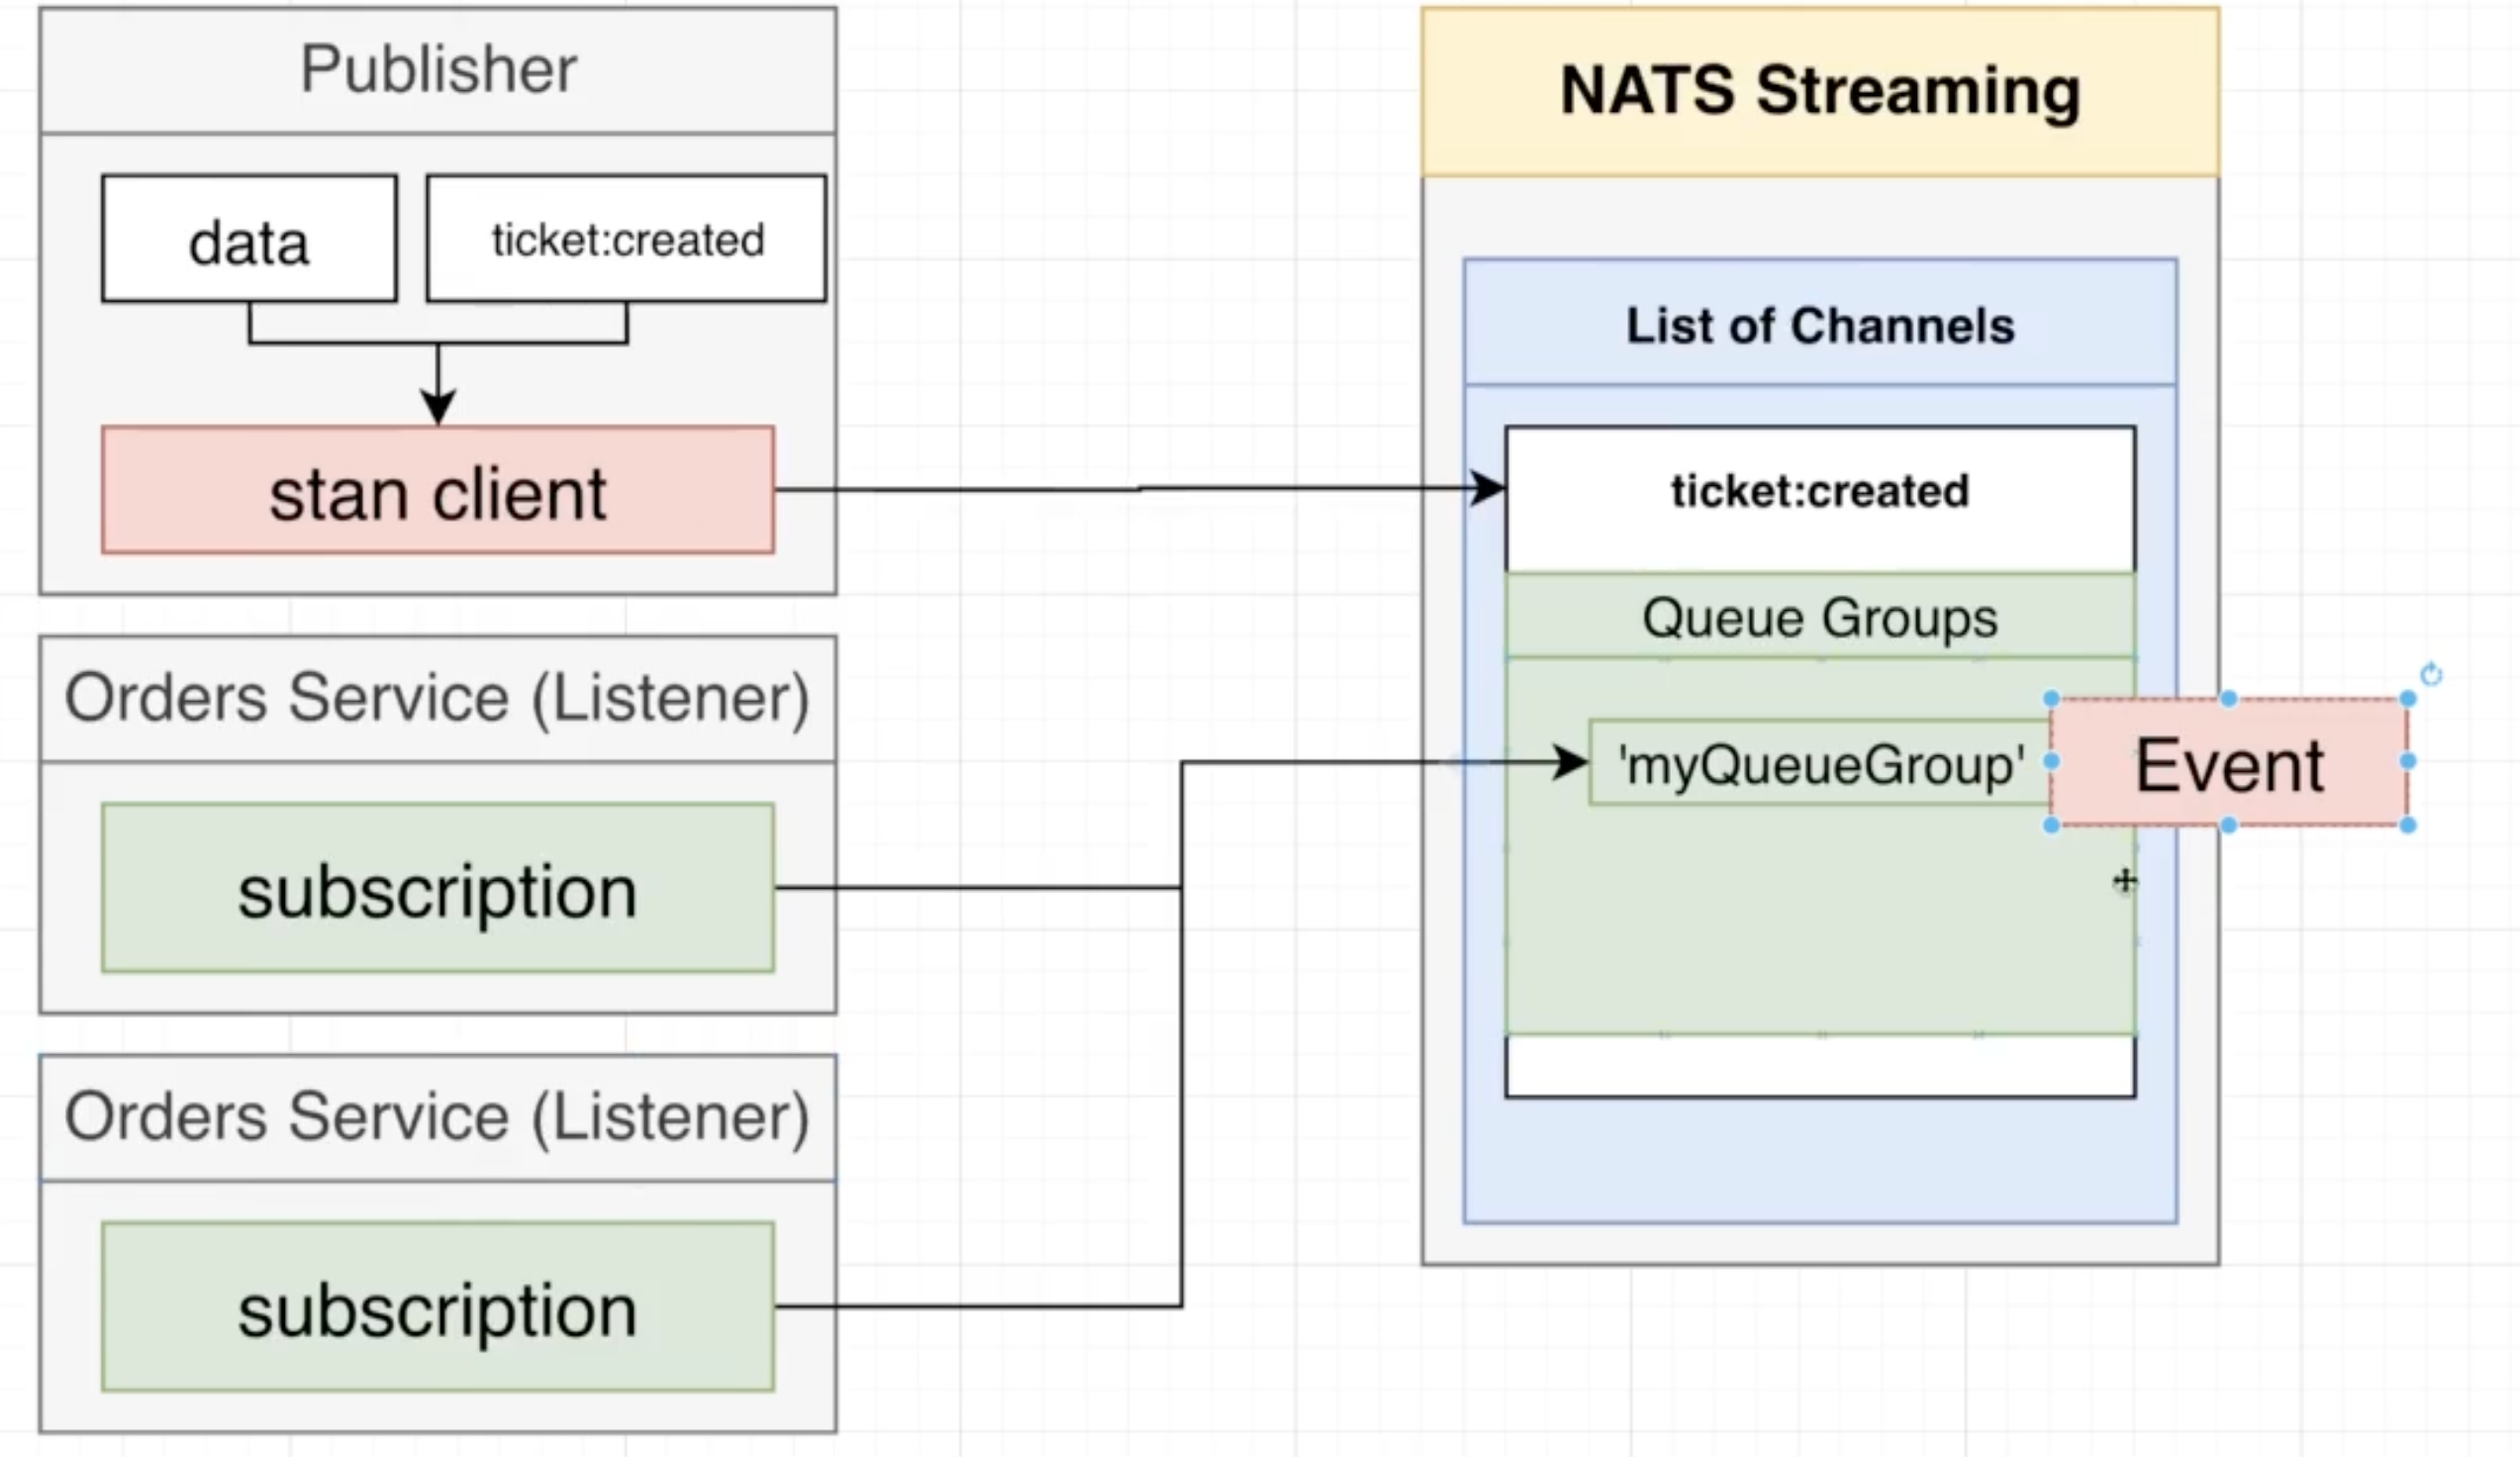 Publisher
data
ticket:created
stan client
Orders Service (Listener)
subscription
Orders Service (Listener)
subscription
NATS Streaming
List of Channels
ticket:created
Queue Groups
'myQueueGroup'
Event